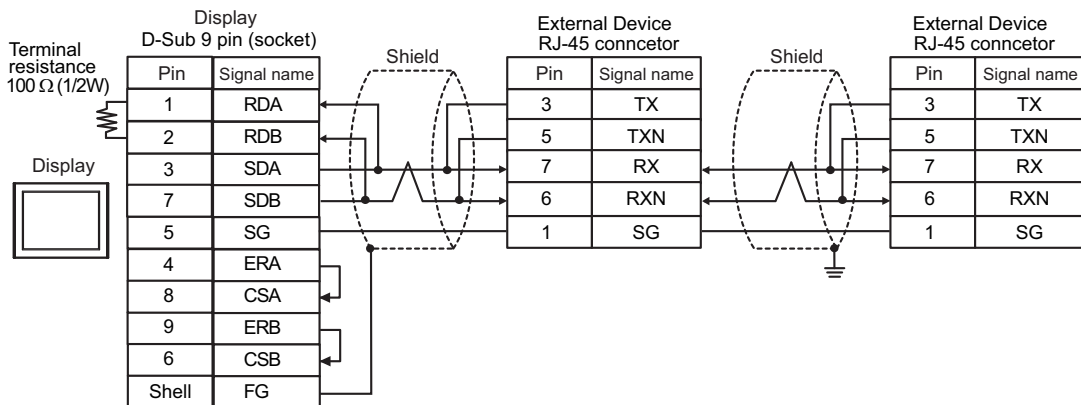 Display
D-Sub 9 pin (socket)
Terminal
resistance
100 Ω (1/2W)
Display
Pin Signal name
1 RDA
2 RDB
3 SDA
7 SDB
5 SG
4 ERA
8 CSA
9 ERB
6 CSB
Shell FG
Shield
External Device
RJ-45 conncetor
Pin Signal name
3 TX
5 TXN
7 RX
6 RXN
1 SG
Shield
External Device
RJ-45 conncetor
Pin Signal name
3 TX
5 TXN
7 RX
6 RXN
1 SG